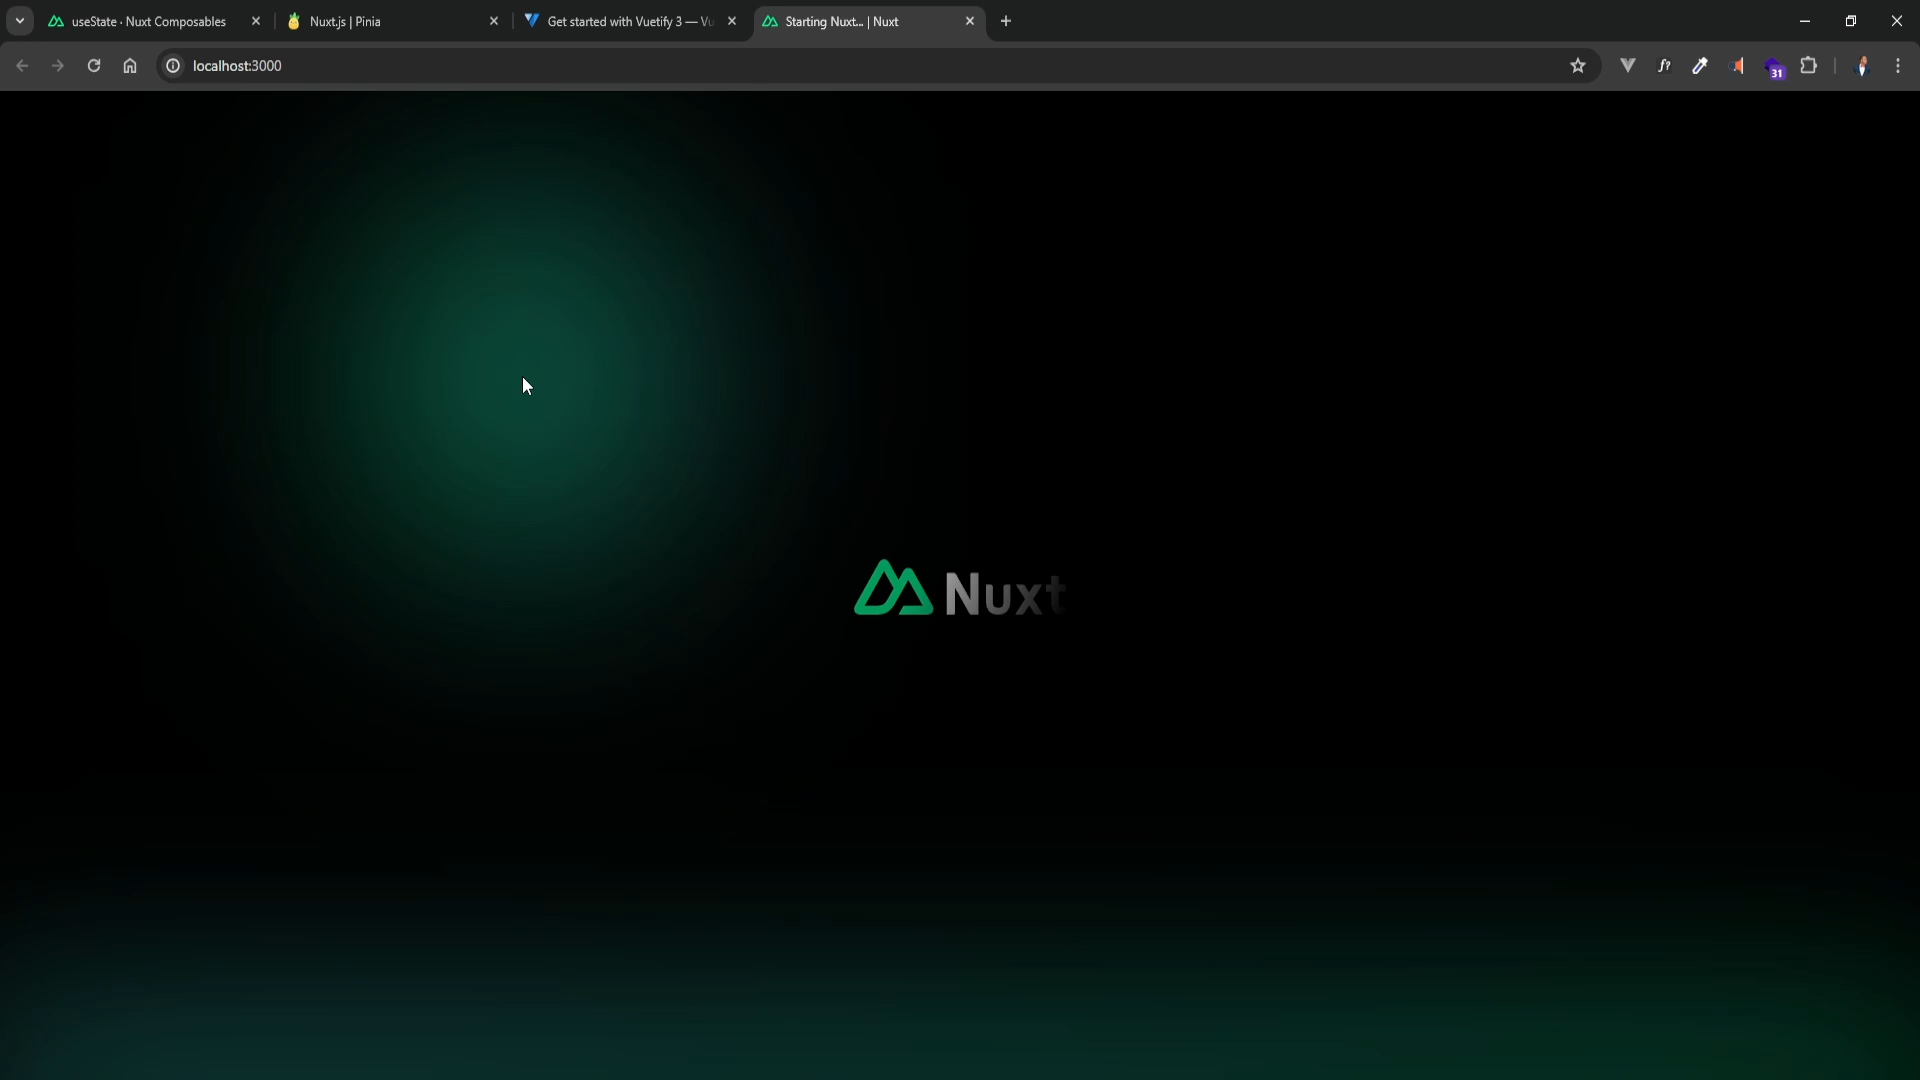 useState · Nuxt Composables
Nuxt.js | Pinia
Get started with Vuetify 3 — Vu
Starting Nuxt... | Nuxt
localhost:3000
f?
31
Nuxt